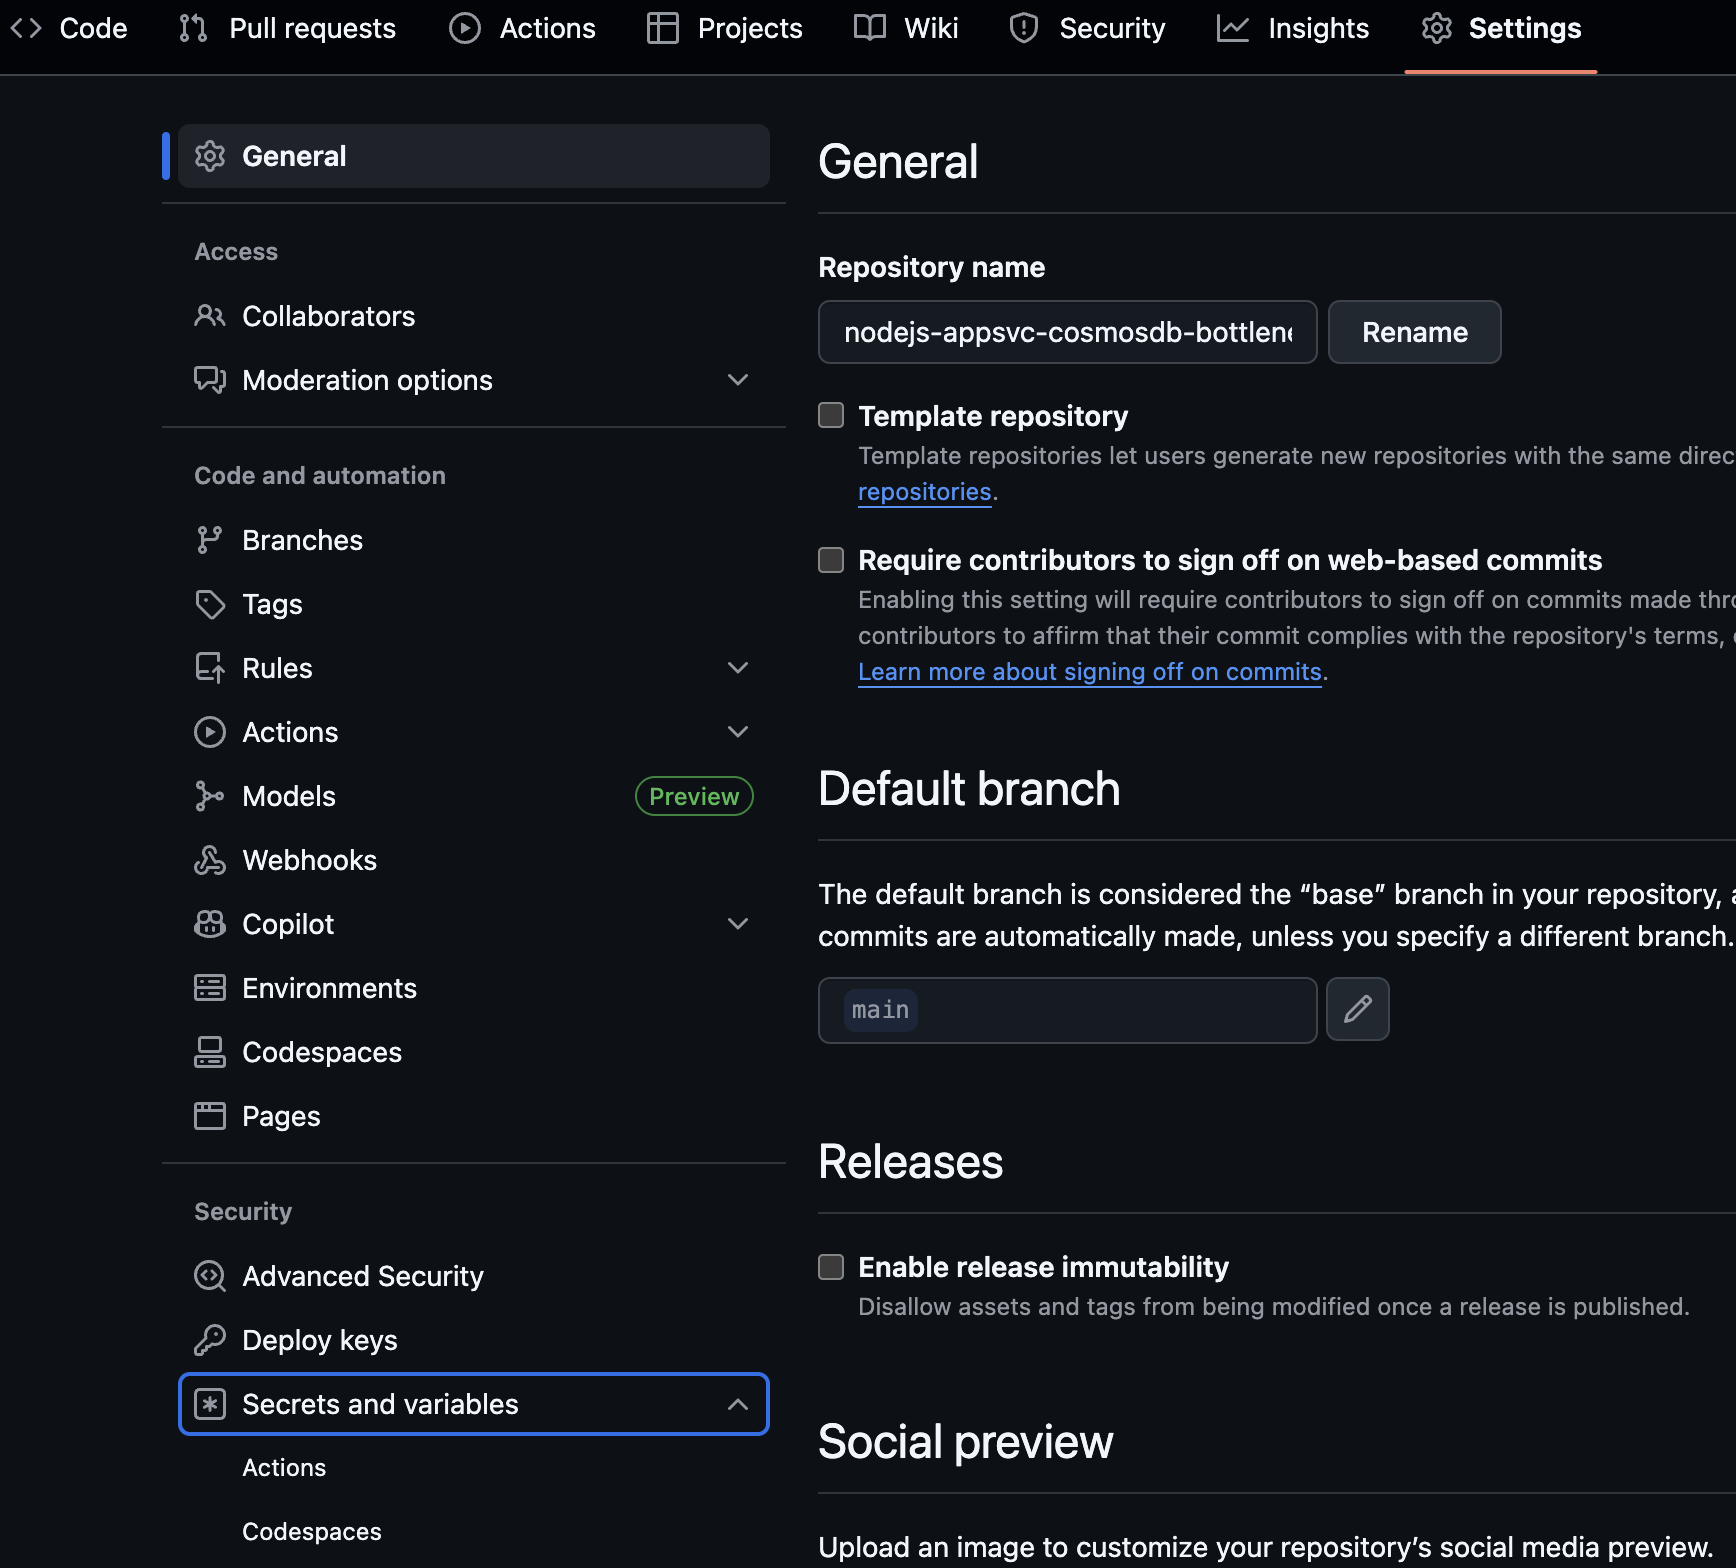 Code Pull requests Actions Projects Wiki Security Insights Settings
General
Access
Collaborators
Moderation options
Code and automation
Branches
Tags
Rules
Actions
Models Preview
Webhooks
Copilot
Environments
Codespaces
Pages
Security
Advanced Security
Deploy keys
Secrets and variables
Actions
Codespaces
General
Repository name
nodejs-appsvc-cosmosdb-bottlene Rename
Template repository
Template repositories let users generate new repositories with the same direc
repositories.
Require contributors to sign off on web-based commits
Enabling this setting will require contributors to sign off on commits made thro
contributors to affirm that their commit complies with the repository's terms,
Learn more about signing off on commits.
Default branch
The default branch is considered the “base” branch in your repository,
commits are automatically made, unless you specify a different branch.
main
Releases
Enable release immutability
Disallow assets and tags from being modified once a release is published.
Social preview
Upload an image to customize your repository’s social media preview.